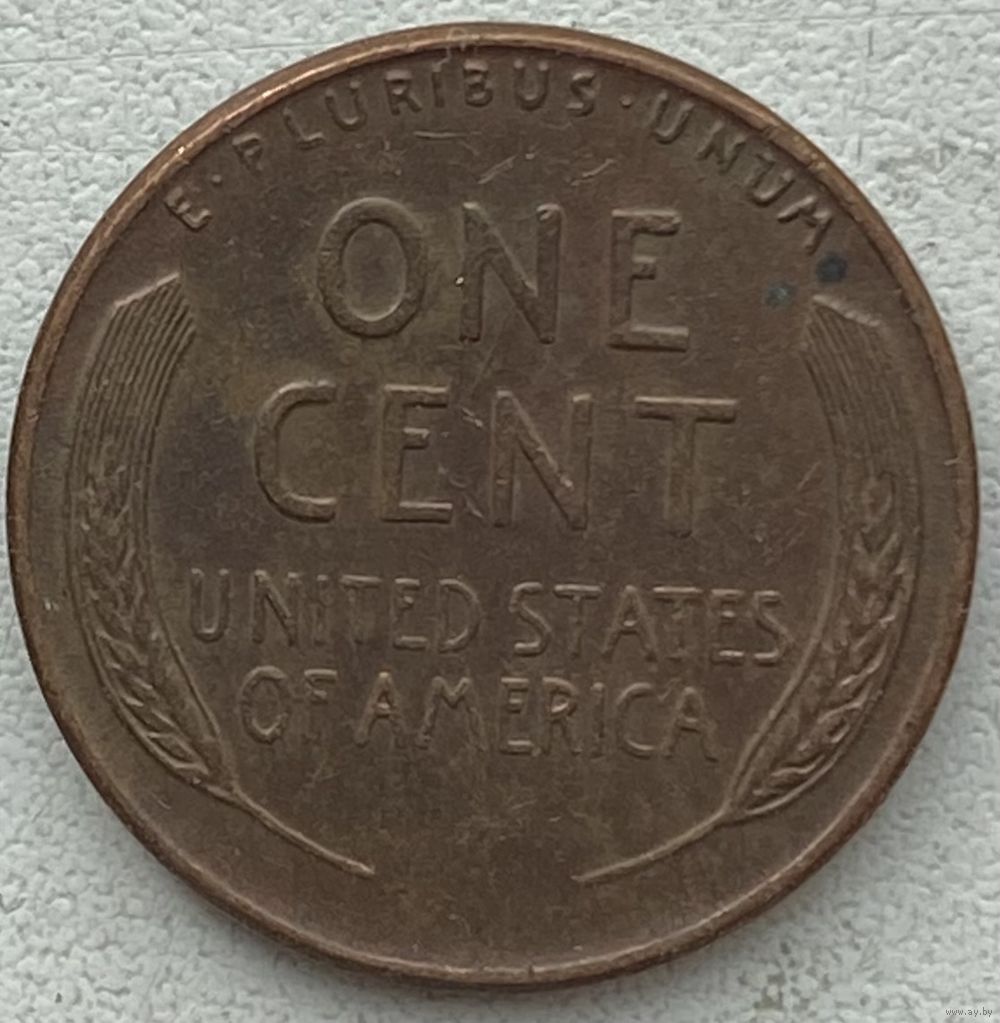 E · PLURIBUS · UNUM
ONE
CENT
UNITED STATES
OF AMERICA
www.ay.by